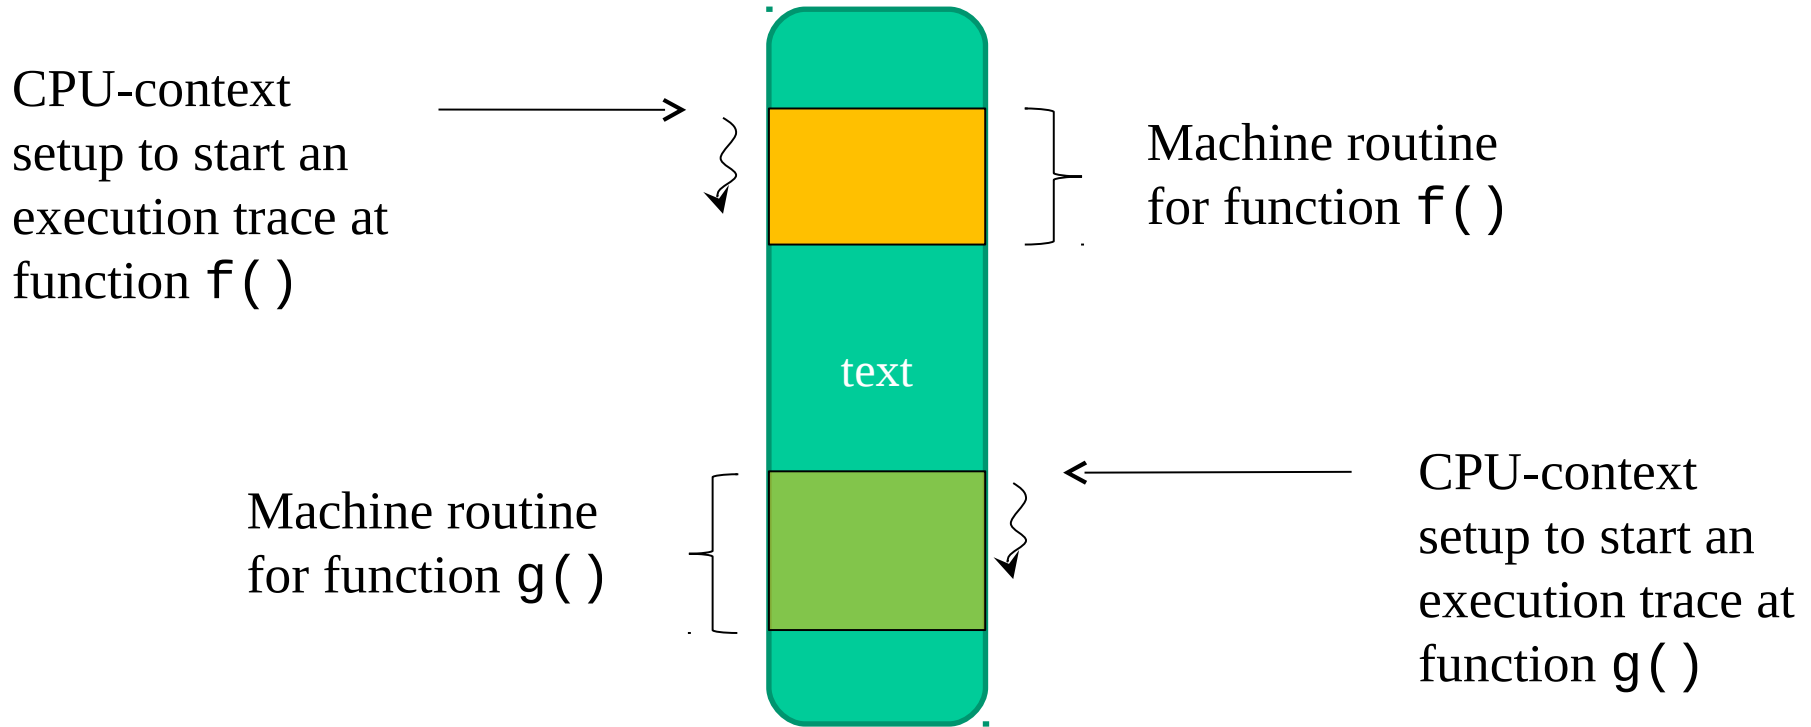 CPU-context
setup to start an
execution trace at
function f()
Machine routine
for function f()
text
Machine routine
for function g()
CPU-context
setup to start an
execution trace at
function g()